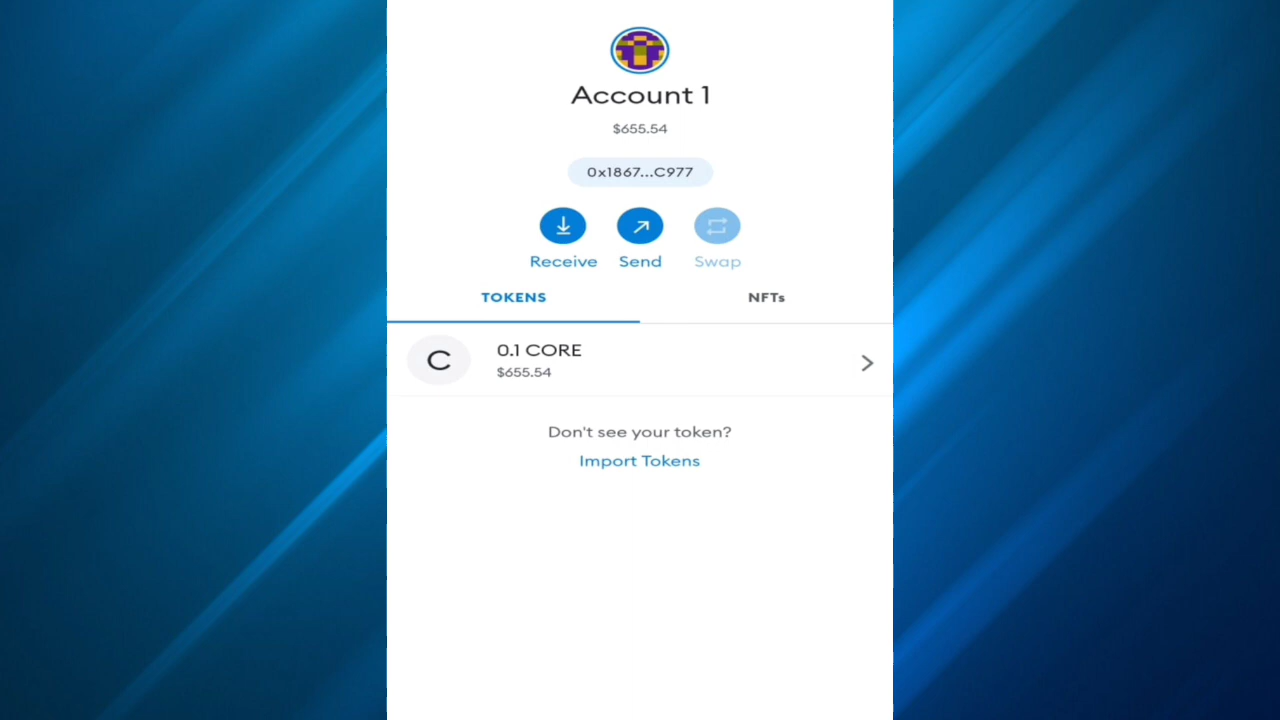 Account 1
$655.54
0x1867...C977
Receive Send Swap
TOKENS NFTs
C
0.1 CORE
$655.54
Don't see your token?
Import Tokens